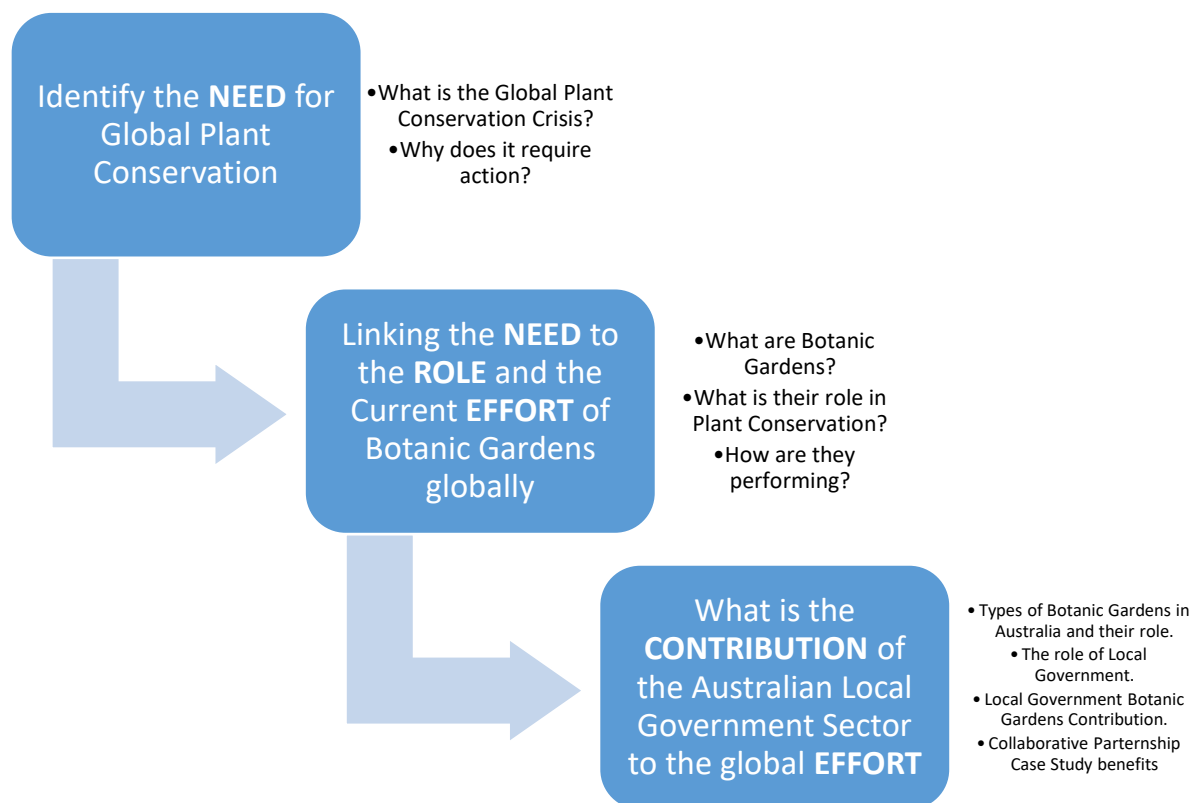 Identify the NEED for
Global Plant
Conservation
•What is the Global Plant
Conservation Crisis?
•Why does it require
action?
Linking the NEED to
the ROLE and the
Current EFFORT of
Botanic Gardens
globally
•What are Botanic
Gardens?
•What is their role in
Plant Conservation?
•How are they
performing?
What is the
CONTRIBUTION of
the Australian Local
Government Sector
to the global EFFORT
• Types of Botanic Gardens in
Australia and their role.
• The role of Local
Government.
• Local Government Botanic
Gardens Contribution.
• Collaborative Parternship
Case Study benefits